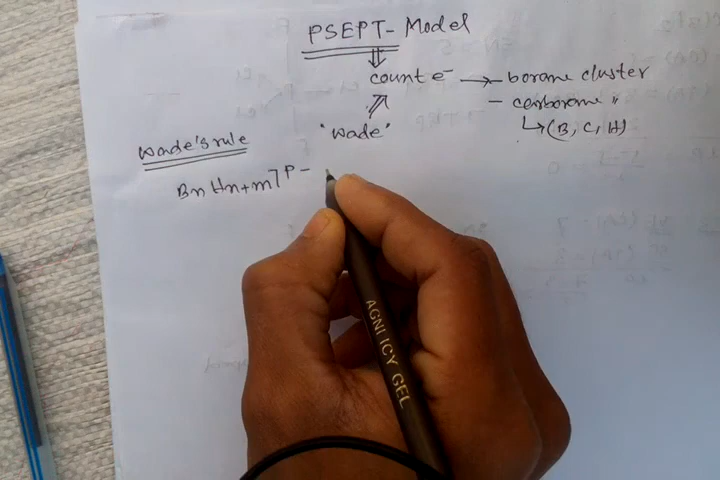 PSEPT - Model
count e⁻ → borane cluster
- carborane "
↳ (B, C, H)
"wade"
wade's rule
Bn Hn+m]P-
AGNI ICY GEL